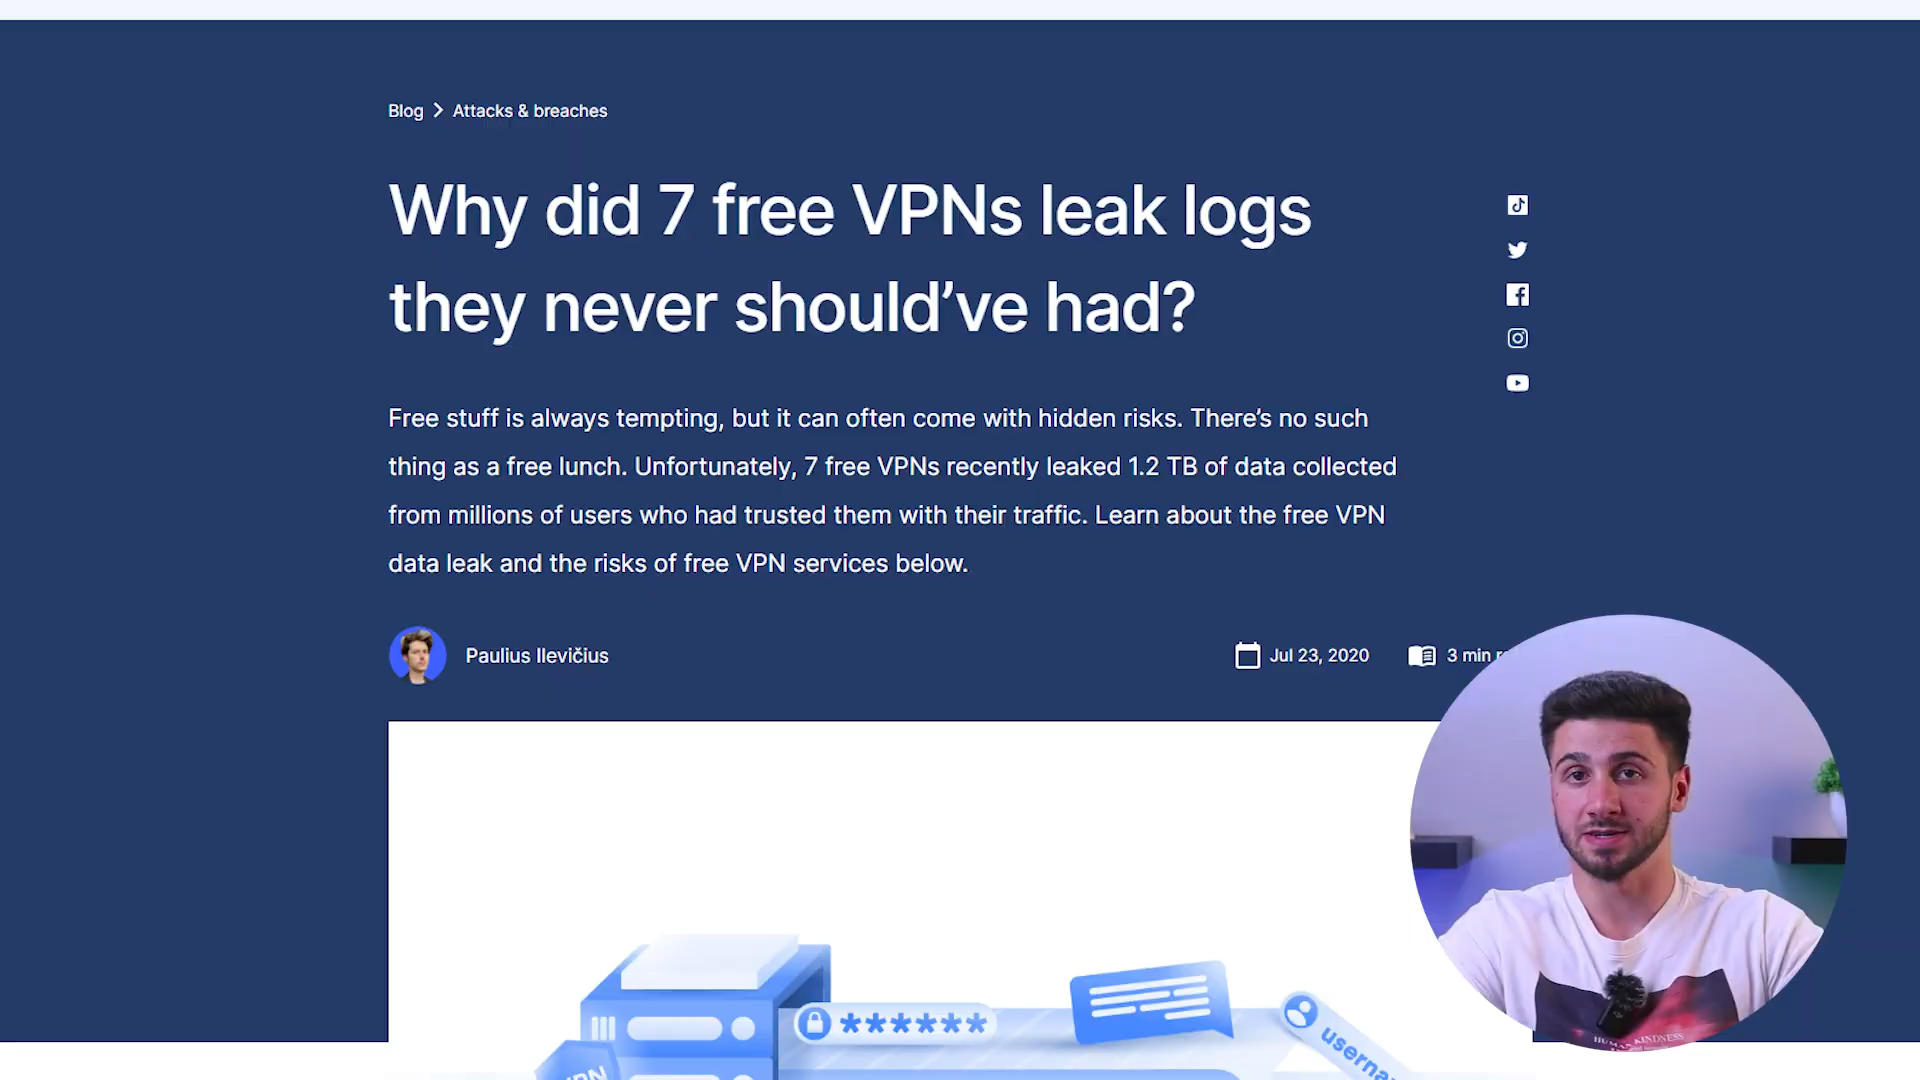 Blog > Attacks & breaches
Why did 7 free VPNs leak logs
they never should’ve had?
Free stuff is always tempting, but it can often come with hidden risks. There’s no such
thing as a free lunch. Unfortunately, 7 free VPNs recently leaked 1.2 TB of data collected
from millions of users who had trusted them with their traffic. Learn about the free VPN
data leak and the risks of free VPN services below.
Paulius Ilevičius
Jul 23, 2020
3 min
******